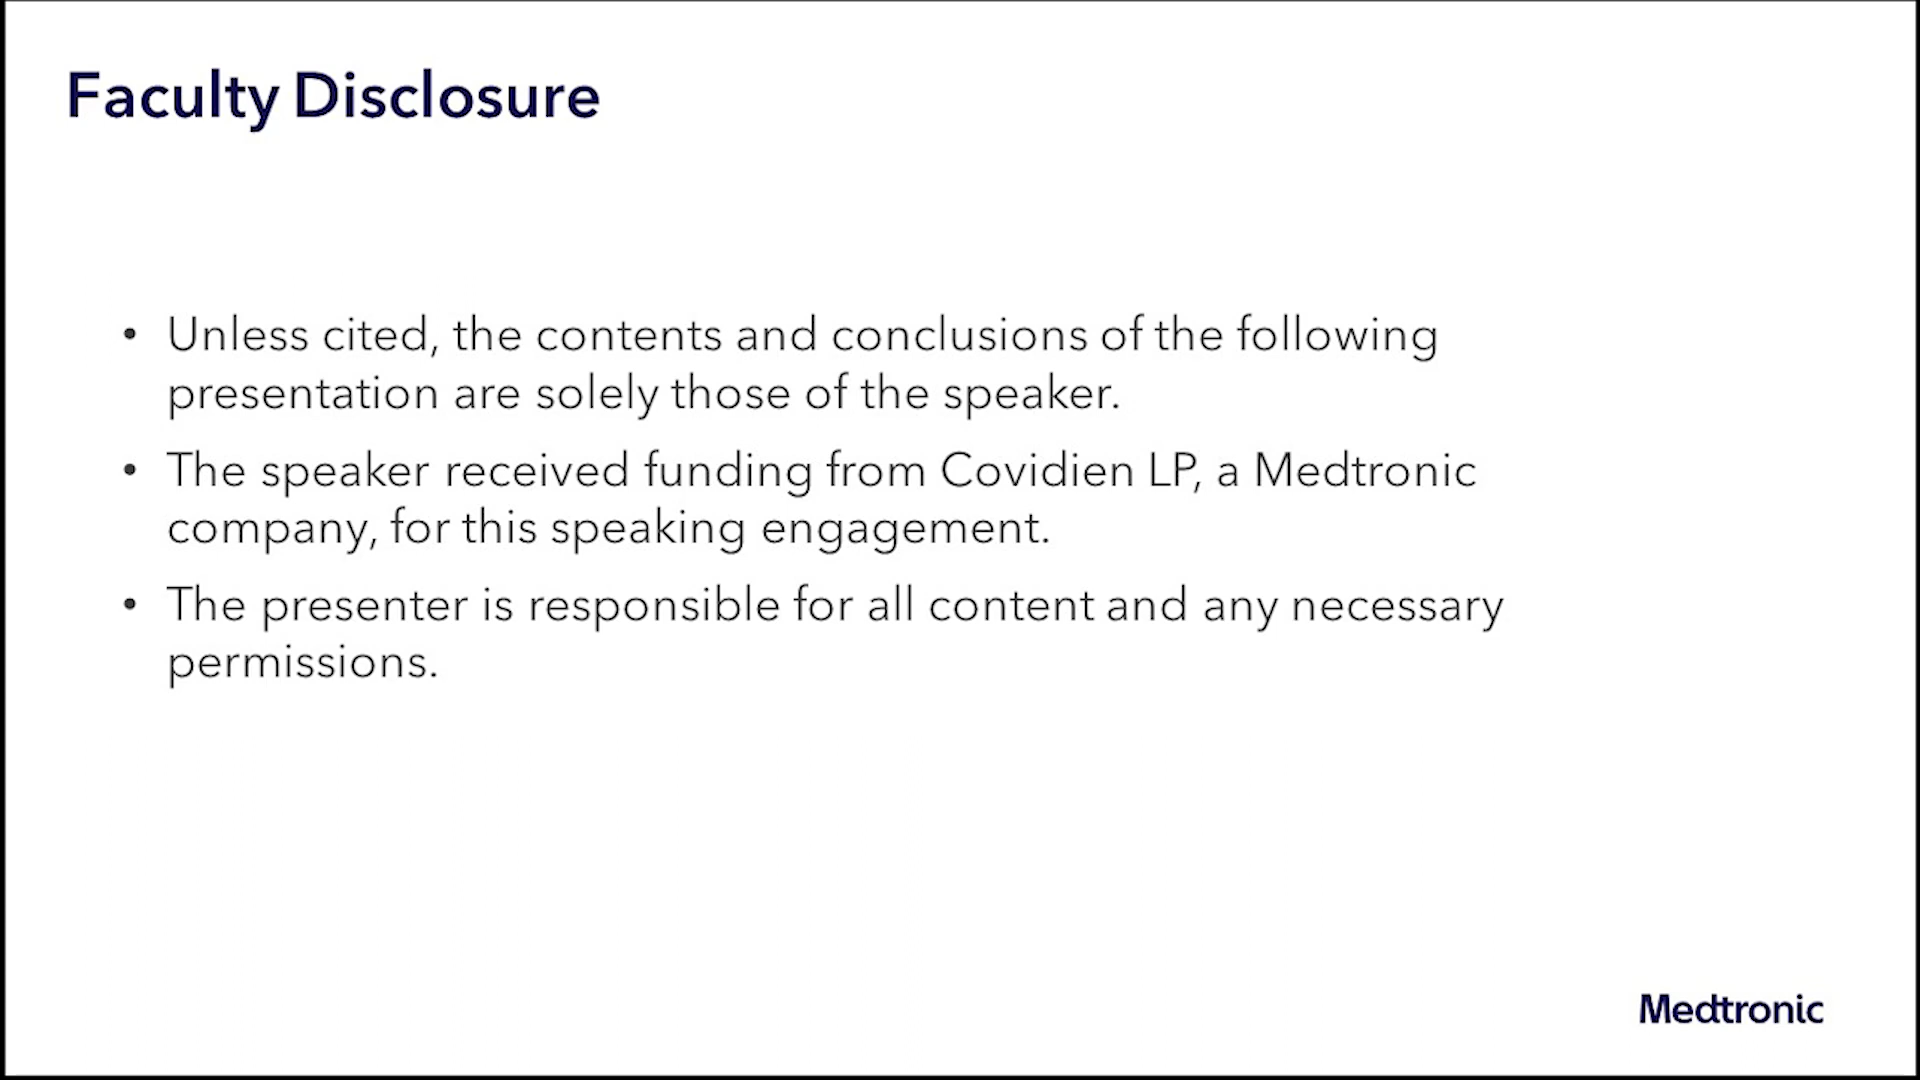 Faculty Disclosure
• Unless cited, the contents and conclusions of the following
presentation are solely those of the speaker.
• The speaker received funding from Covidien LP, a Medtronic
company, for this speaking engagement.
• The presenter is responsible for all content and any necessary
permissions.
Medtronic